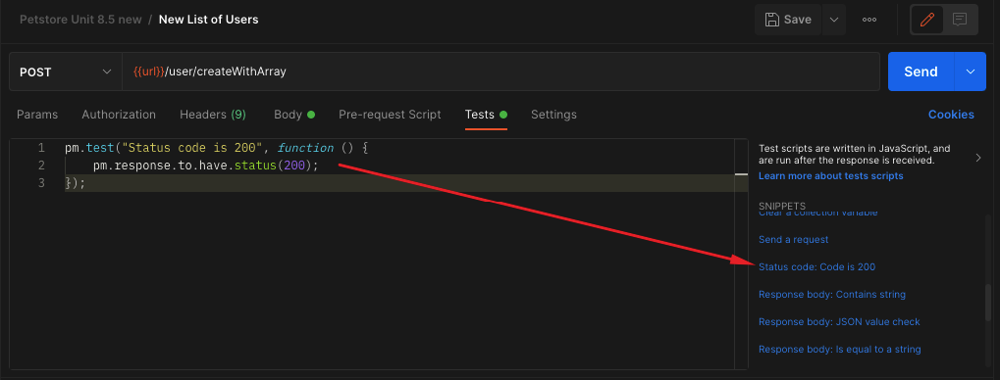 Petstore Unit 8.5 new / New List of Users
Save
POST
{{url}}/user/createWithArray
Send
Params
Authorization
Headers (9)
Body
Pre-request Script
Tests
Settings
Cookies
1 pm.test("Status code is 200", function () {
2 pm.response.to.have.status(200);
3 });
Test scripts are written in JavaScript, and
are run after the response is received.
Learn more about tests scripts
SNIPPETS
Clear a collection variable
Send a request
Status code: Code is 200
Response body: Contains string
Response body: JSON value check
Response body: Is equal to a string